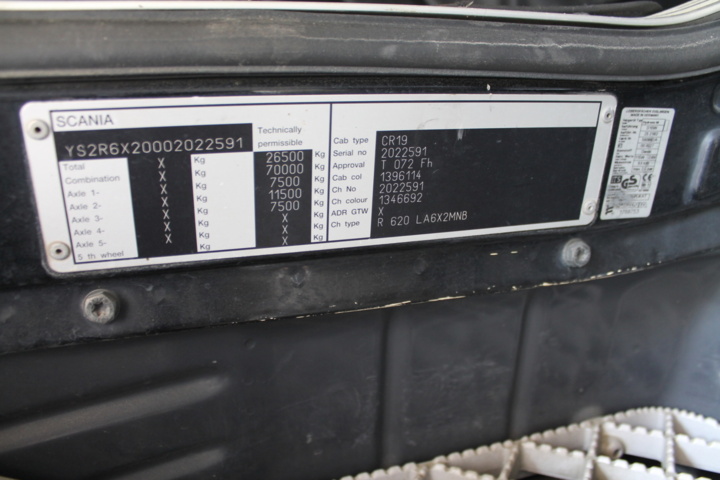 SCANIA
YS2R6X20002022591
Technically
permissible
Total X Kg 26500 Kg
Combination X Kg 70000 Kg
Axle 1- X Kg 7500 Kg
Axle 2- X Kg 11500 Kg
Axle 3- X Kg 7500 Kg
Axle 4- X Kg X Kg
Axle 5- X Kg X Kg
5 th wheel X Kg X Kg
Cab type CR19
Serial no 2022591
Approval T 072 Fh
Cab col 1396114
Ch No 2022591
Ch colour 1346692
ADR GTW X
Ch type R 620 LA6X2MNB
GS